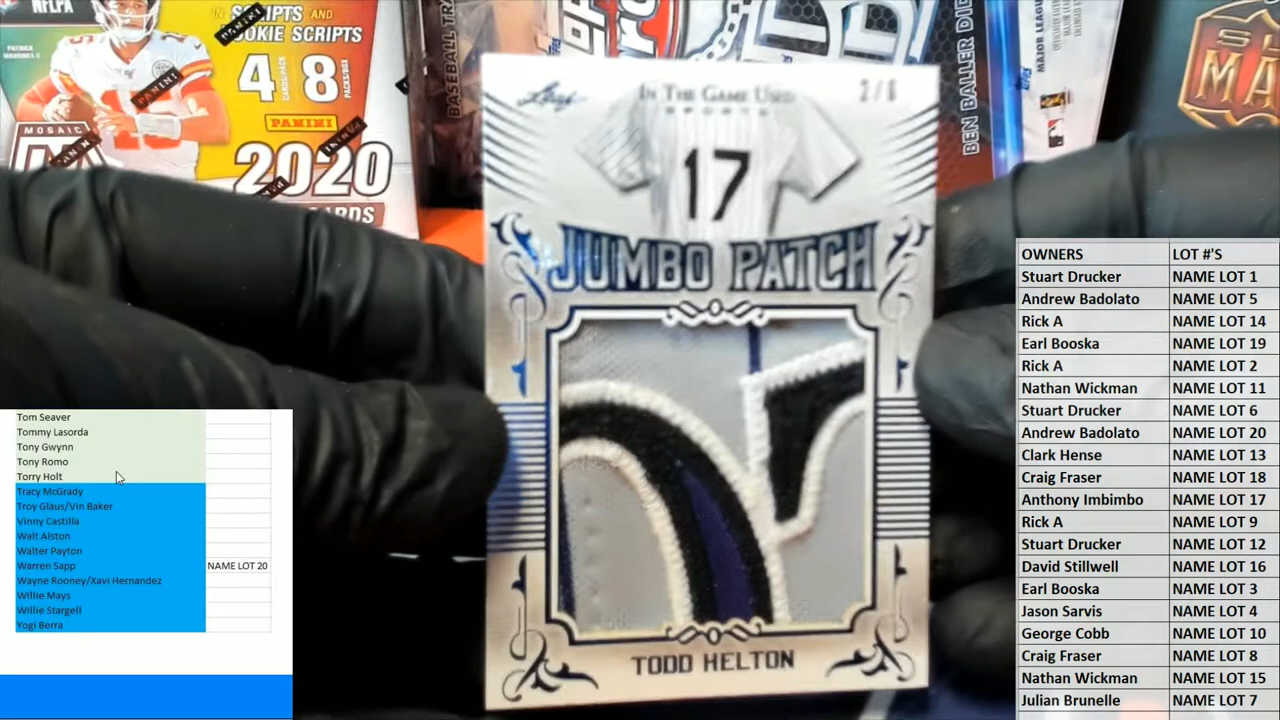 NFLPA
SCRIPTS AND
ROOKIE SCRIPTS
PATRICK
4
8
PANINI
MOSAIC
2020
CARDS
BASEBALL
BEN BALLER DID
MAJOR LEAGUE
Leaf
IN THE GAME USED
SPORTS
17
JUMBO PATCH
TODD HELTON
Tom Seaver
Tommy Lasorda
Tony Gwynn
Tony Romo
Torry Holt
Tracy McGrady
Troy Glaus/Vin Baker
Vinny Castilla
Walt Alston
Walter Payton
Warren Sapp NAME LOT 20
Wayne Rooney/Xavi Hernandez
Willie Mays
Willie Stargell
Yogi Berra
OWNERS LOT #'S
Stuart Drucker NAME LOT 1
Andrew Badolato NAME LOT 5
Rick A NAME LOT 14
Earl Booska NAME LOT 19
Rick A NAME LOT 2
Nathan Wickman NAME LOT 11
Stuart Drucker NAME LOT 6
Andrew Badolato NAME LOT 20
Clark Hense NAME LOT 13
Craig Fraser NAME LOT 18
Anthony Imbimbo NAME LOT 17
Rick A NAME LOT 9
Stuart Drucker NAME LOT 12
David Stillwell NAME LOT 16
Earl Booska NAME LOT 3
Jason Sarvis NAME LOT 4
George Cobb NAME LOT 10
Craig Fraser NAME LOT 8
Nathan Wickman NAME LOT 15
Julian Brunelle NAME LOT 7